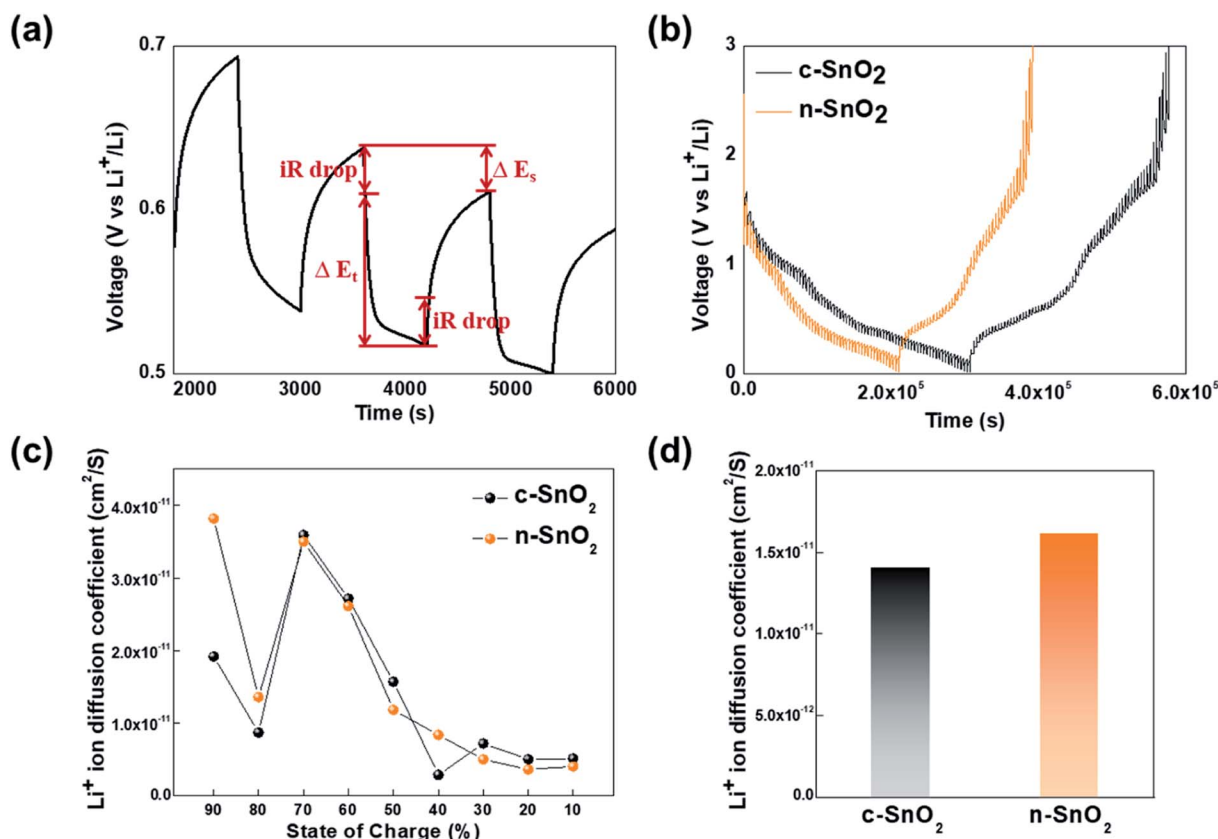 (a)
0.7
0.6
0.5
Voltage (V vs Li⁺/Li)
iR drop
Δ Eₛ
Δ Eₜ
iR drop
2000 3000 4000 5000 6000
Time (s)
(b)
3
2
1
0
Voltage ( V vs Li⁺/Li)
c-SnO₂
n-SnO₂
0.0 2.0x10⁵ 4.0x10⁵ 6.0x10⁵
Time (s)
(c)
4.0x10⁻¹¹
3.0x10⁻¹¹
2.0x10⁻¹¹
1.0x10⁻¹¹
0.0
Li⁺ ion diffusion coefficient (cm²/S)
c-SnO₂
n-SnO₂
90 80 70 60 50 40 30 20 10
State of Charge (%)
(d)
2.0x10⁻¹¹
1.5x10⁻¹¹
1.0x10⁻¹¹
5.0x10⁻¹²
0.0
Li⁺ ion diffusion coefficient (cm²/S)
c-SnO₂ n-SnO₂